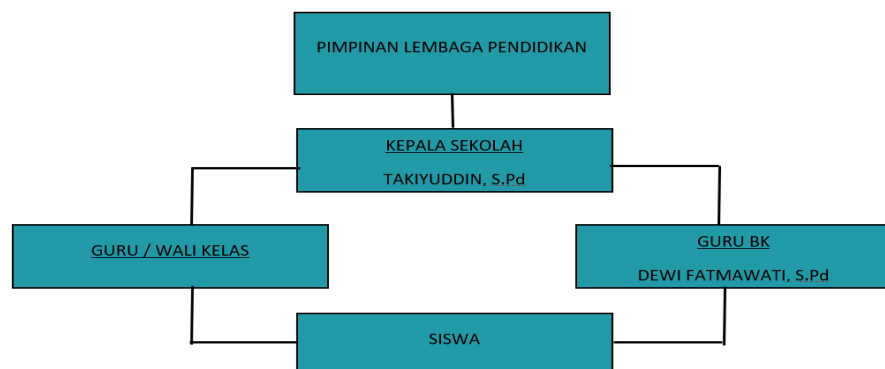 PIMPINAN LEMBAGA PENDIDIKAN
KEPALA SEKOLAH
TAKIYUDDIN, S.Pd
GURU / WALI KELAS
GURU BK
DEWI FATMAWATI, S.Pd
SISWA